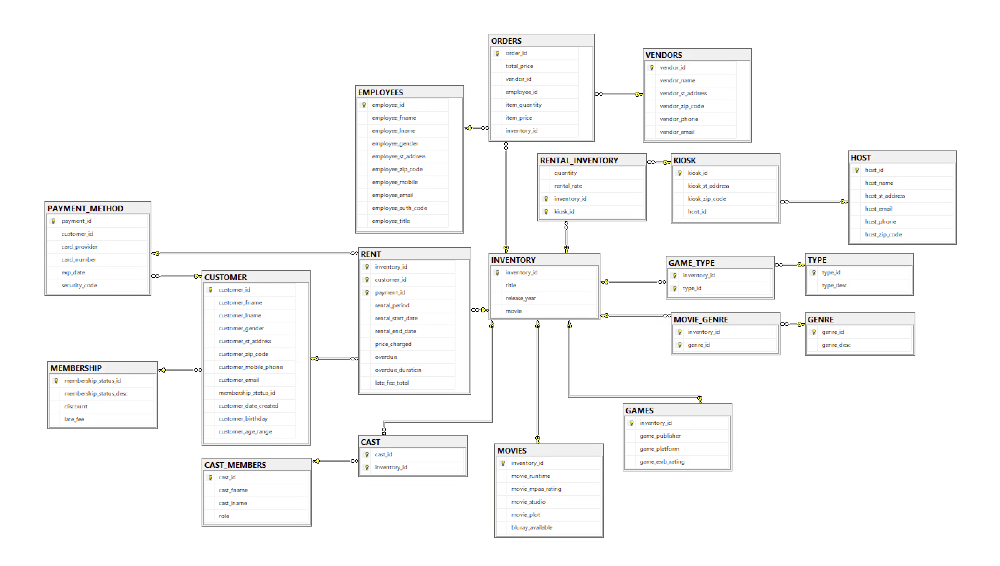 ORDERS
order_id
total_price
vendor_id
employee_id
item_quantity
item_price
inventory_id
VENDORS
vendor_id
vendor_name
vendor_st_address
vendor_zip_code
vendor_phone
vendor_email
EMPLOYEES
employee_id
employee_fname
employee_lname
employee_gender
employee_st_address
employee_zip_code
employee_mobile
employee_email
employee_auth_code
employee_title
RENTAL_INVENTORY
quantity
rental_rate
inventory_id
kiosk_id
KIOSK
kiosk_id
kiosk_st_address
kiosk_zip_code
host_id
HOST
host_id
host_name
host_st_address
host_email
host_phone
host_zip_code
PAYMENT_METHOD
payment_id
customer_id
card_provider
card_number
exp_date
security_code
CUSTOMER
customer_id
customer_fname
customer_lname
customer_gender
customer_st_address
customer_zip_code
customer_mobile_phone
customer_email
membership_status_id
customer_date_created
customer_birthday
customer_age_range
RENT
inventory_id
customer_id
payment_id
rental_period
rental_start_date
rental_end_date
price_charged
overdue
overdue_duration
late_fee_total
INVENTORY
inventory_id
title
release_year
movie
GAME_TYPE
inventory_id
type_id
TYPE
type_id
type_desc
MOVIE_GENRE
inventory_id
genre_id
GENRE
genre_id
genre_desc
MEMBERSHIP
membership_status_id
membership_status_desc
discount
late_fee
CAST
cast_id
inventory_id
CAST_MEMBERS
cast_id
cast_fname
cast_lname
role
MOVIES
inventory_id
movie_runtime
movie_mpaa_rating
movie_studio
movie_plot
bluray_available
GAMES
inventory_id
game_publisher
game_platform
game_esrb_rating